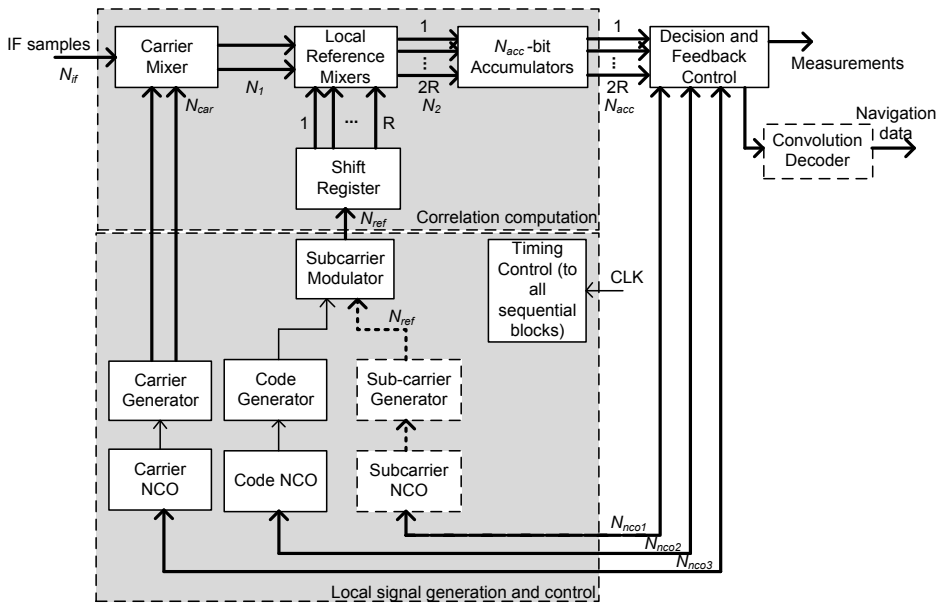 IF samples
N_if
Carrier
Mixer
N_1
N_car
Local
Reference
Mixers
1
...
2R
N_2
N_acc-bit
Accumulators
1
...
2R
N_acc
Decision and
Feedback
Control
Measurements
Navigation
data
Convolution
Decoder
1
...
R
Shift
Register
N_ref
Correlation computation
Subcarrier
Modulator
Timing
Control (to
all
sequential
blocks)
CLK
N_ref
Carrier
Generator
Code
Generator
Sub-carrier
Generator
Carrier
NCO
Code NCO
Subcarrier
NCO
N_nco1
N_nco2
N_nco3
Local signal generation and control